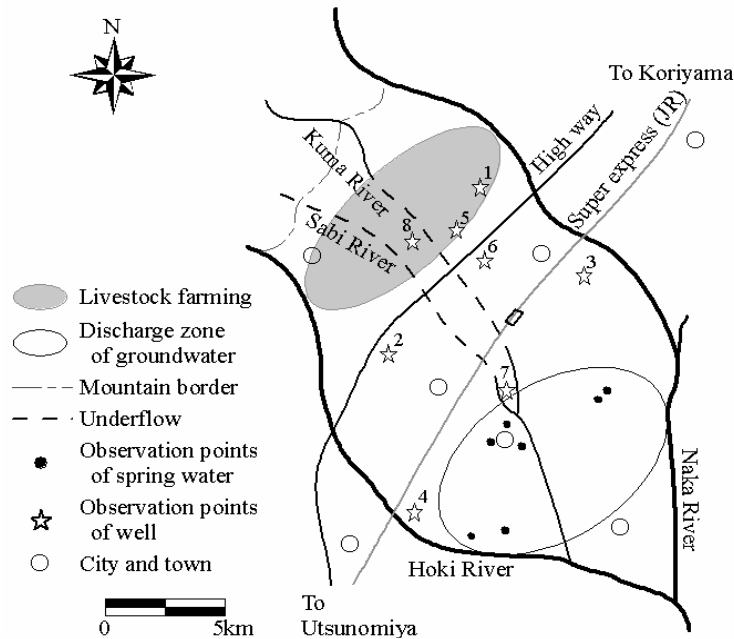 N
To Koriyama
High way
Super express (JR)
Kuma River
Sabi River
1
5
8
6
3
2
7
4
Livestock farming
Discharge zone
of groundwater
Mountain border
Underflow
Observation points
of spring water
Observation points
of well
City and town
Naka River
Hoki River
0
5km
To
Utsunomiya